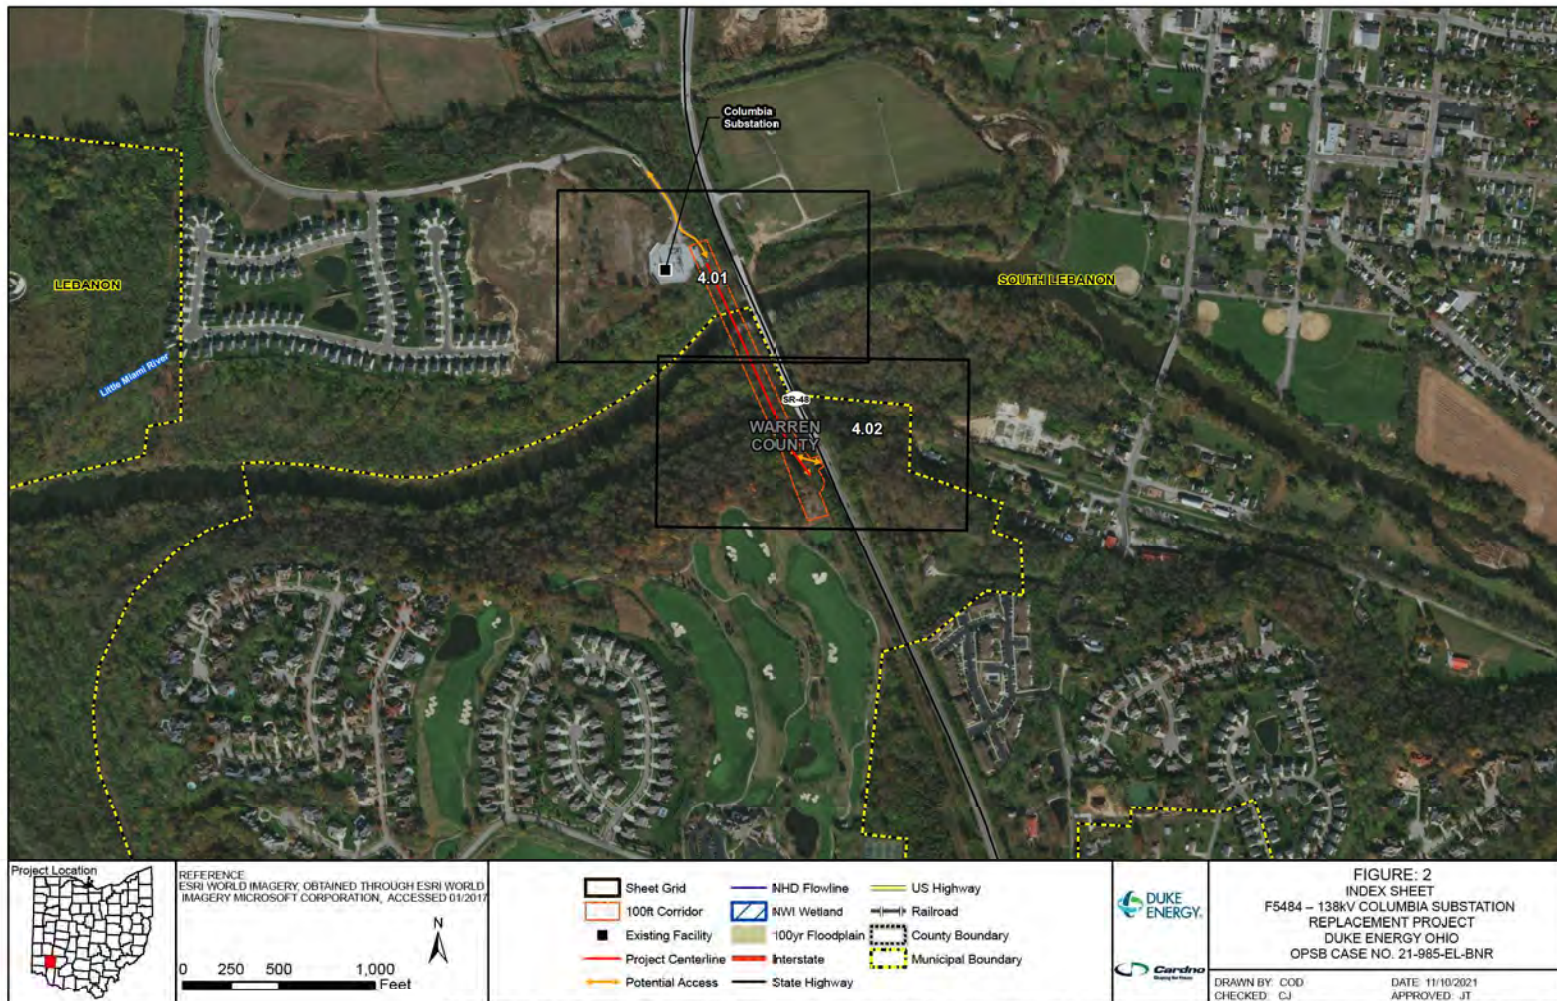 Columbia
Substation
4.01
LEBANON
SOUTH LEBANON
Little Miami River
SR-48
WARREN
COUNTY
4.02
Project Location
REFERENCE
ESRI WORLD IMAGERY, OBTAINED THROUGH ESRI WORLD
IMAGERY MICROSOFT CORPORATION, ACCESSED 01/2017
N
0 250 500 1,000
Feet
Sheet Grid
100ft Corridor
Existing Facility
Project Centerline
Potential Access
NHD Flowline
NWI Wetland
100yr Floodplain
Interstate
State Highway
US Highway
Railroad
County Boundary
Municipal Boundary
DUKE
ENERGY.
Cardno
FIGURE: 2
INDEX SHEET
F5484 – 138kV COLUMBIA SUBSTATION
REPLACEMENT PROJECT
DUKE ENERGY OHIO
OPSB CASE NO. 21-985-EL-BNR
DRAWN BY: COD DATE: 11/10/2021
CHECKED: CJ APPROVED: JT